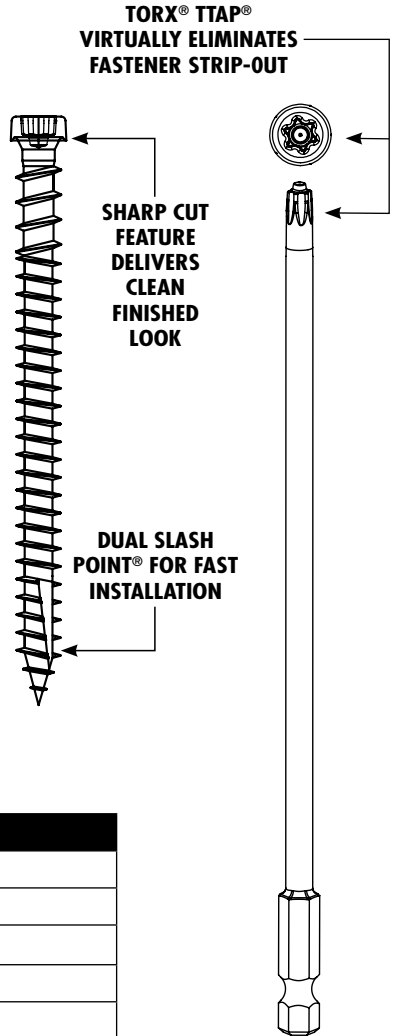 TORX® TTAP®
VIRTUALLY ELIMINATES
FASTENER STRIP-OUT
SHARP CUT
FEATURE
DELIVERS
CLEAN
FINISHED
LOOK
DUAL SLASH
POINT® FOR FAST
INSTALLATION